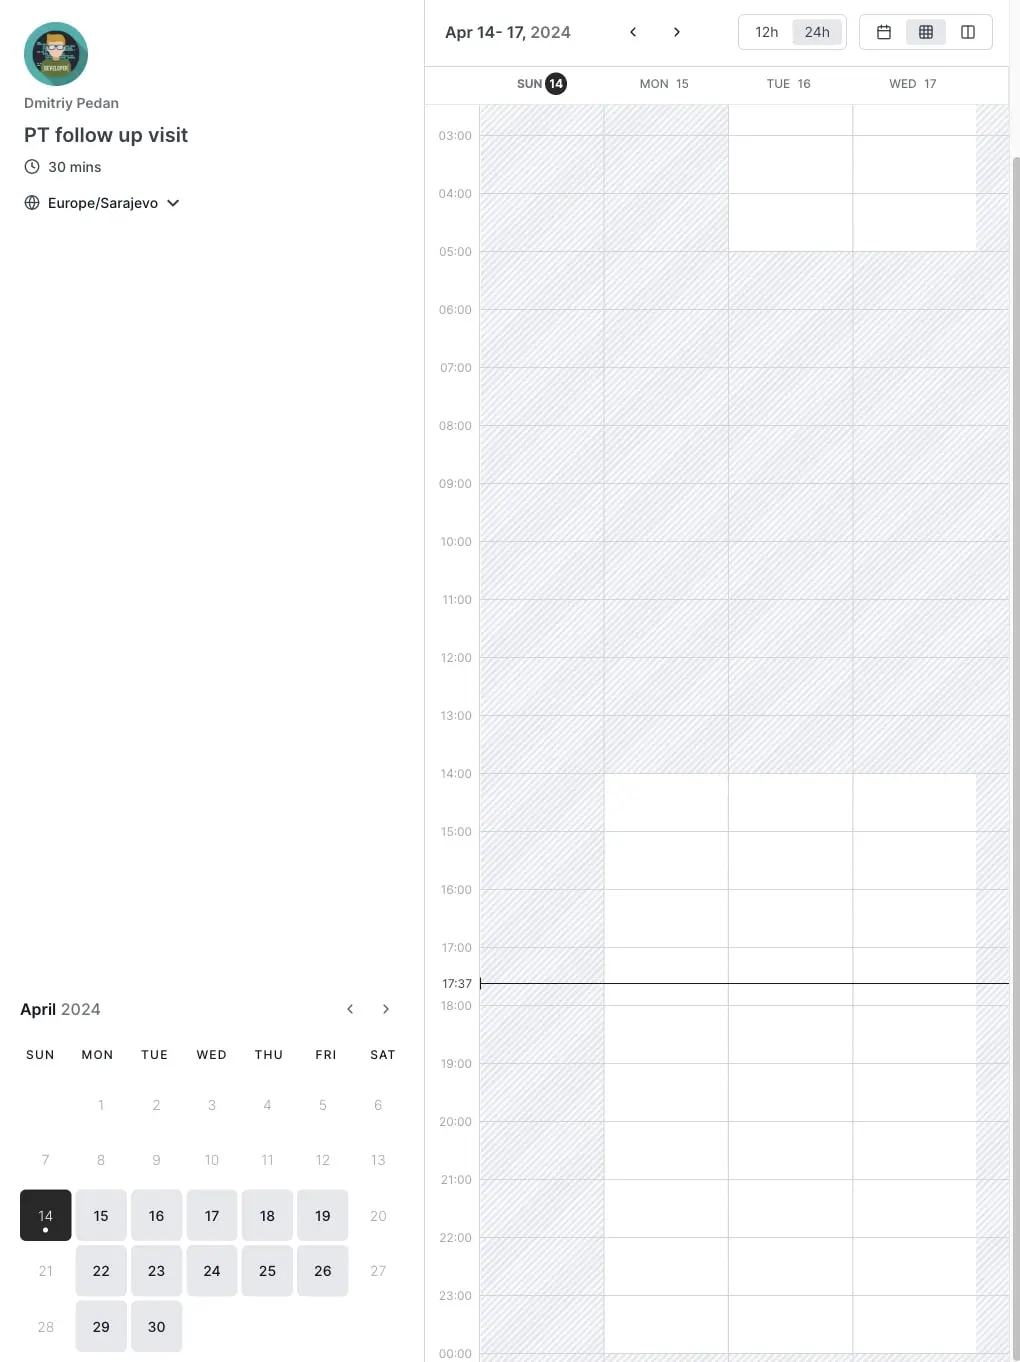 DEVELOPER
Dmitriy Pedan
PT follow up visit
30 mins
Europe/Sarajevo
Apr 14- 17, 2024
12h 24h
SUN 14 MON 15 TUE 16 WED 17
03:00
04:00
05:00
06:00
07:00
08:00
09:00
10:00
11:00
12:00
13:00
14:00
15:00
16:00
17:00
17:37
18:00
19:00
20:00
21:00
22:00
23:00
00:00
April 2024
SUN MON TUE WED THU FRI SAT
1 2 3 4 5 6
7 8 9 10 11 12 13
14 15 16 17 18 19 20
21 22 23 24 25 26 27
28 29 30